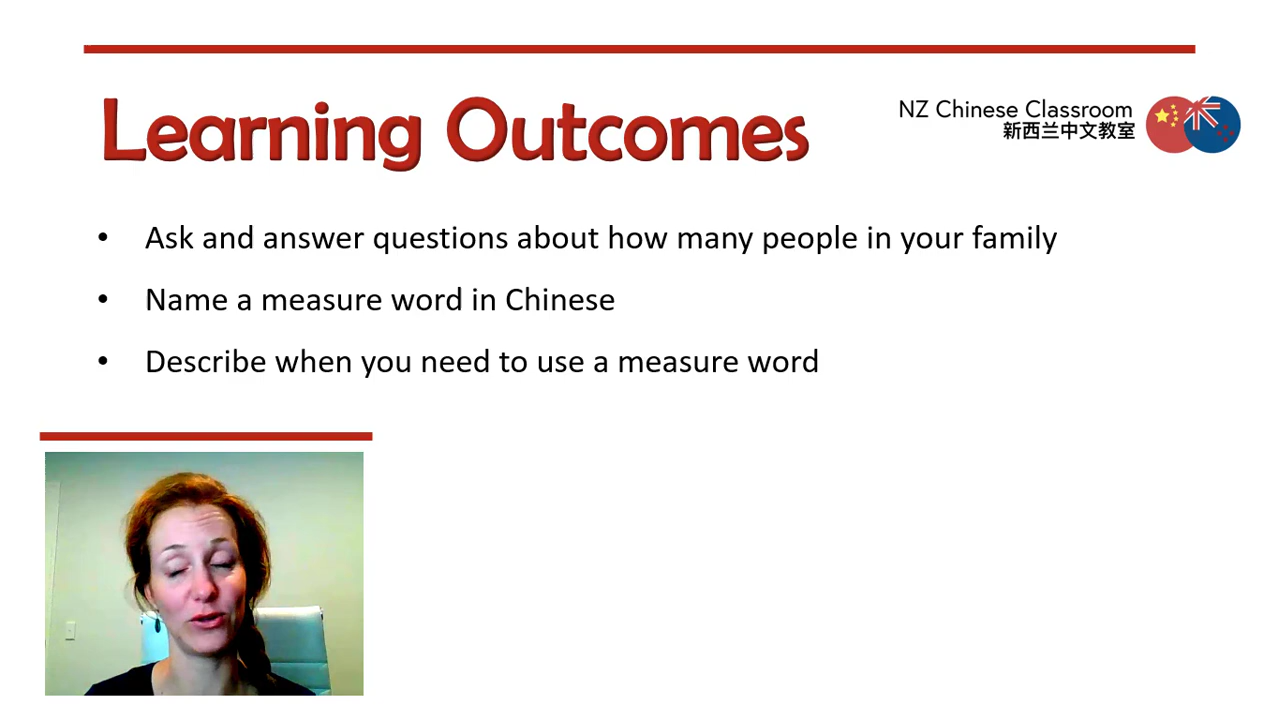 Learning Outcomes
NZ Chinese Classroom
新西兰中文教室
• Ask and answer questions about how many people in your family
• Name a measure word in Chinese
• Describe when you need to use a measure word